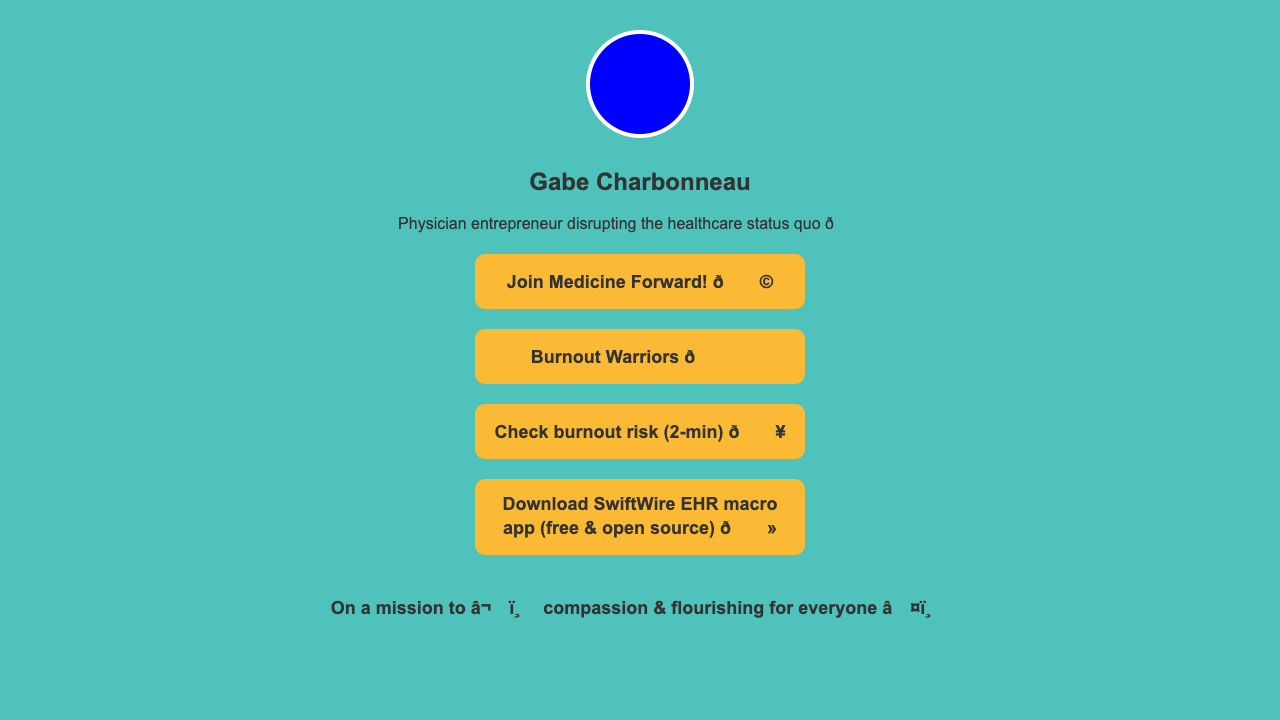 Gabe Charbonneau
Physician entrepreneur disrupting the healthcare status quo ð
Join Medicine Forward! ð ©
Burnout Warriors ð
Check burnout risk (2-min) ð ¥
Download SwiftWire EHR macro
app (free & open source) ð »
On a mission to â¬ ï¸ compassion & flourishing for everyone â ¤ï¸